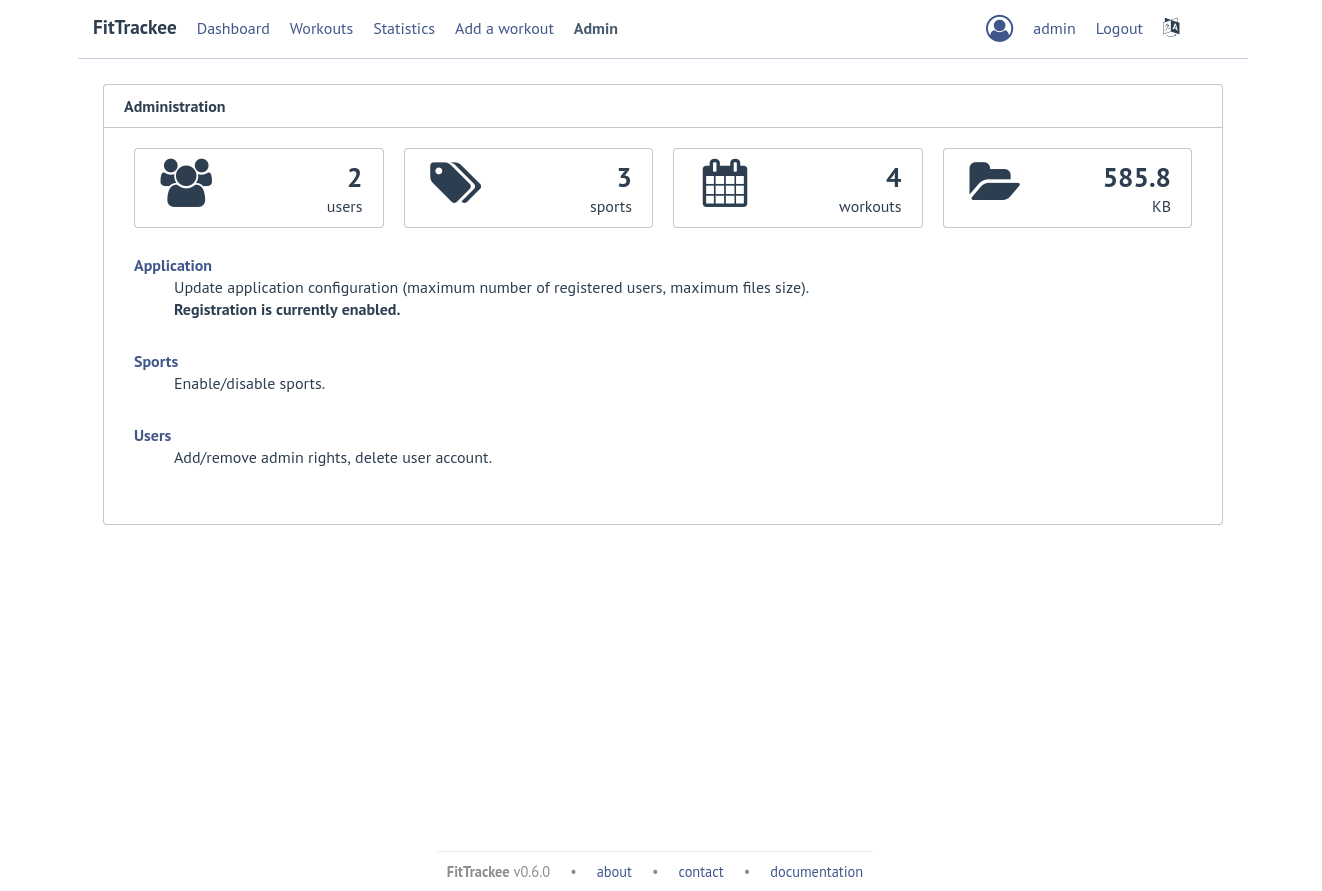 FitTrackee Dashboard Workouts Statistics Add a workout Admin admin Logout
Administration
2
users
3
sports
4
workouts
585.8
KB
Application
Update application configuration (maximum number of registered users, maximum files size).
Registration is currently enabled.
Sports
Enable/disable sports.
Users
Add/remove admin rights, delete user account.
FitTrackee v0.6.0 • about • contact • documentation